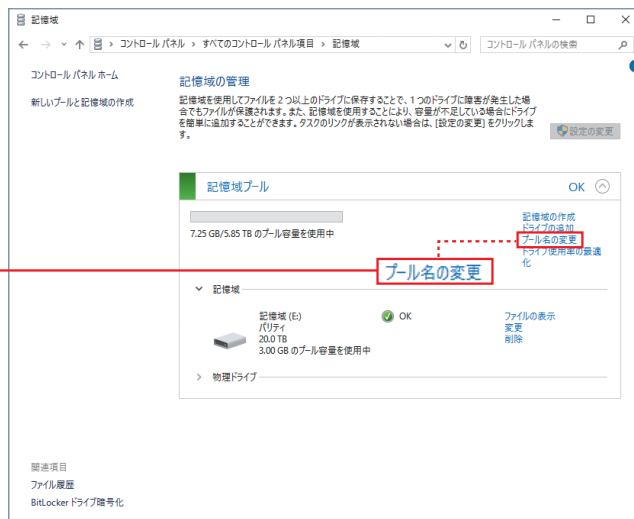 記憶域
コントロール パネル › すべてのコントロール パネル項目 › 記憶域
コントロール パネルの検索
コントロール パネル ホーム
新しいプールと記憶域の作成
記憶域の管理
記憶域を使用してファイルを 2 つ以上のドライブに保存することで、1 つのドライブに障害が発生した場
合でもファイルが保護されます。また、記憶域を使用することにより、容量が不足している場合にドライブ
を簡単に追加することができます。タスクのリンクが表示されない場合は、[設定の変更] をクリックしま
す。
設定の変更
記憶域プール
OK
7.25 GB/5.85 TB のプール容量を使用中
記憶域の作成
ドライブの追加
プール名の変更
ドライブ使用率の最適
化
プール名の変更
記憶域
記憶域 (E:)
パリティ
20.0 TB
3.00 GB のプール容量を使用中
OK
ファイルの表示
変更
削除
物理ドライブ
関連項目
ファイル履歴
BitLocker ドライブ暗号化